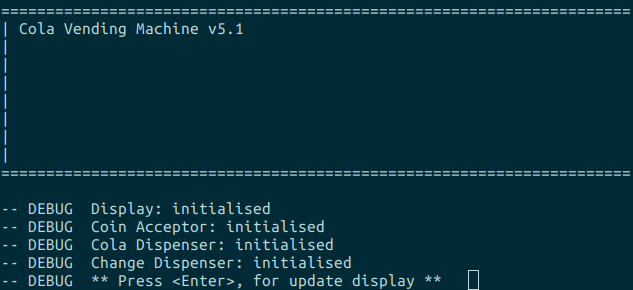 ======================================================================== 
| Cola Vending Machine v5.1
|
|
|
|
|
|
|
========================================================================
-- DEBUG  Display: initialised
-- DEBUG  Coin Acceptor: initialised
-- DEBUG  Cola Dispenser: initialised
-- DEBUG  Change Dispenser: initialised
-- DEBUG  ** Press <Enter>, for update display **